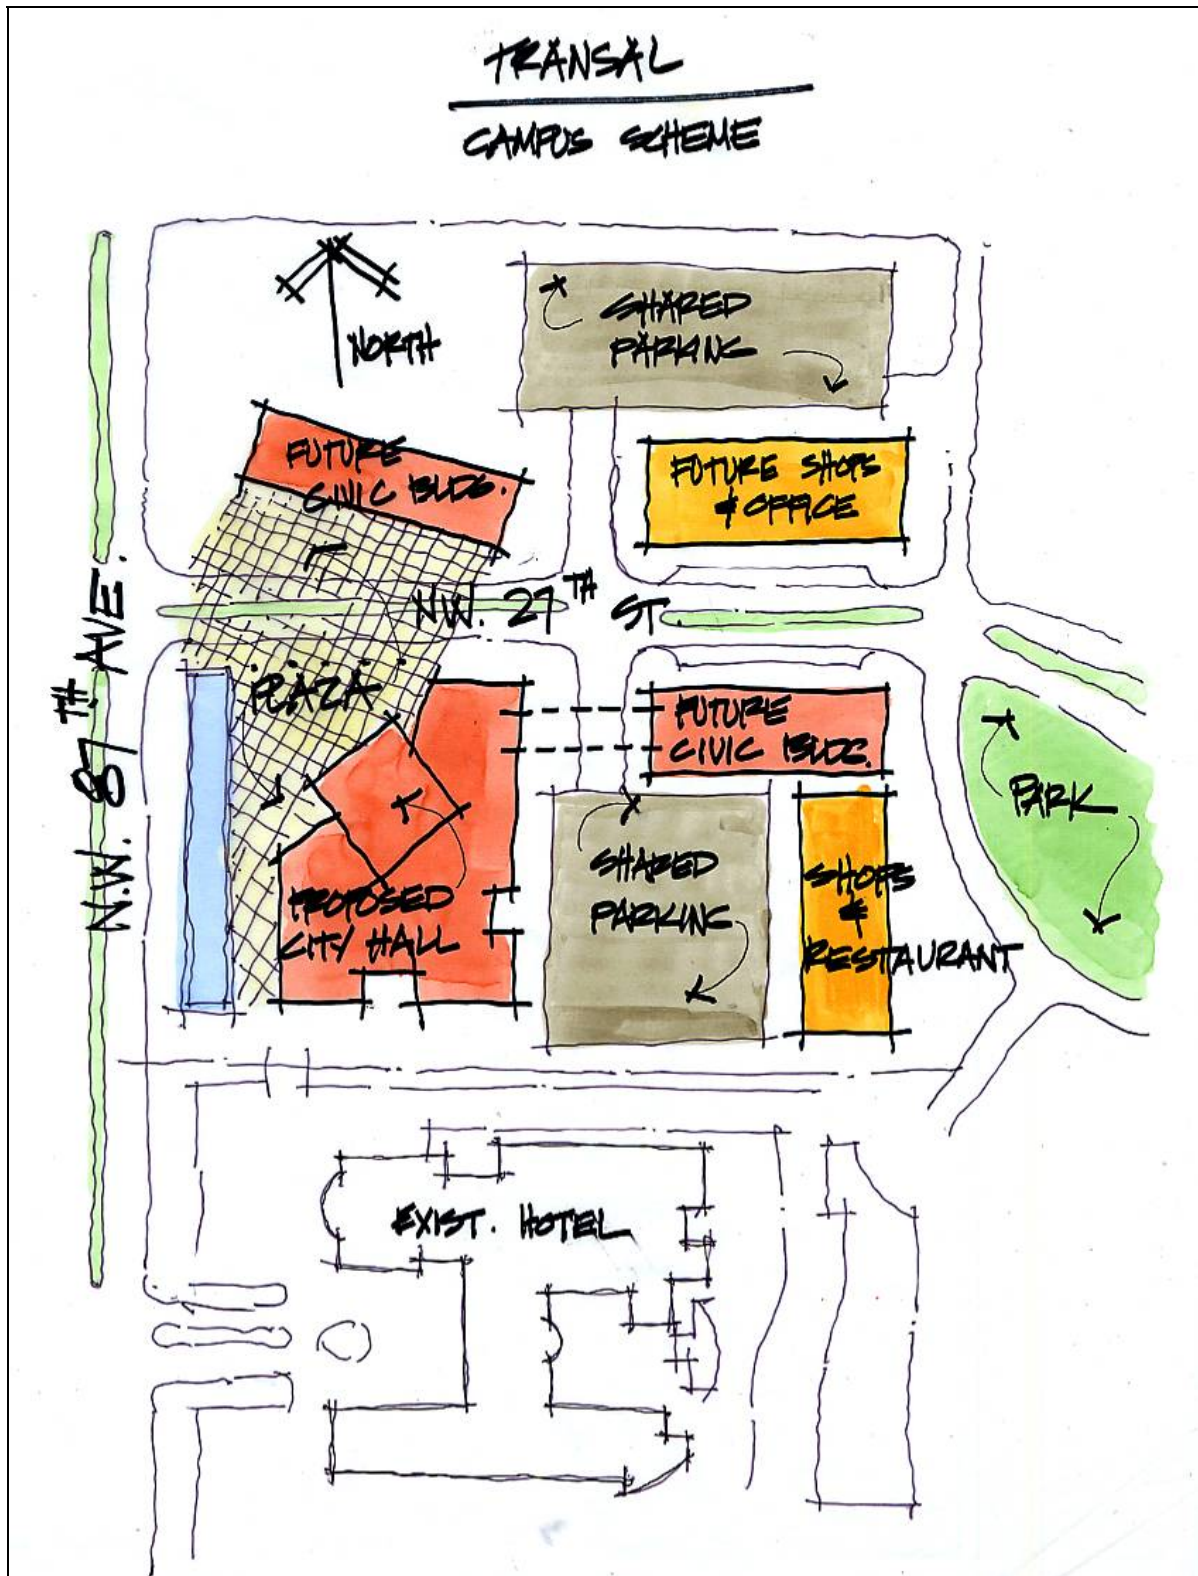 TRANSAL
CAMPUS SCHEME
NORTH
SHARED
PARKING
FUTURE
CIVIC BLDG.
FUTURE SHOPS
& OFFICE
N.W. 27TH ST.
N.W. 87TH AVE.
PLAZA
FUTURE
CIVIC BLDG.
PARK
PROPOSED
CITY HALL
SHARED
PARKING
SHOPS
&
RESTAURANT
EXIST. HOTEL